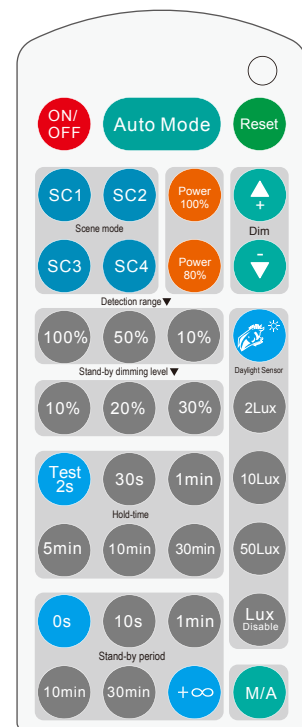 ON/
OFF
Auto Mode
Reset
SC1
SC2
Power
100%
+
Scene mode
Dim
SC3
SC4
Power
80%
-
Detection range▼
100%
50%
10%
Daylight Sensor
Stand-by dimming level▼
10%
20%
30%
2Lux
Test
2s
30s
1min
10Lux
Hold-time
5min
10min
30min
50Lux
0s
10s
1min
Lux
Disable
Stand-by period
10min
30min
+∞
M/A